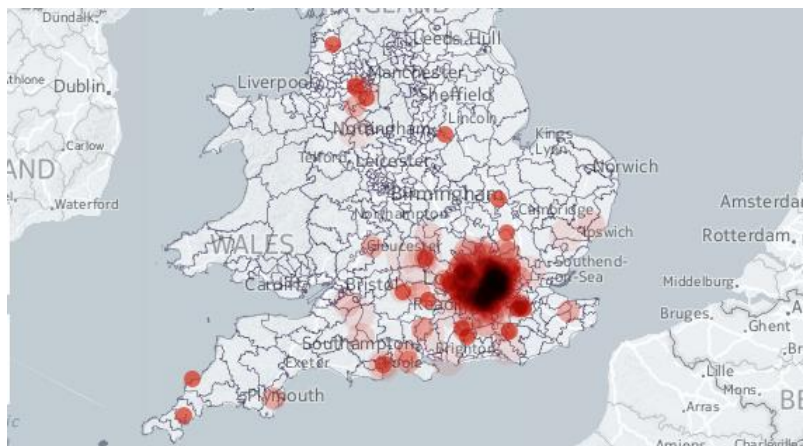 ENGLAND
Dundalk
Leeds
Hull
Athlone
Dublin
Liverpool
Manchester
Sheffield
Lincoln
Carlow
Nottingham
Kings
Lynn
Norwich
Telford
Leicester
Waterford
Birmingham
Northampton
Cambridge
Ipswich
Amsterdam
Rotterdam
WALES
Gloucester
Southend-
on-Sea
Cardiff
Bristol
Reading
Middelburg
Bruges
Ghent
Southampton
Brighton
Exeter
Poole
Plymouth
Lille
Mons
Arras
BE
Amiens